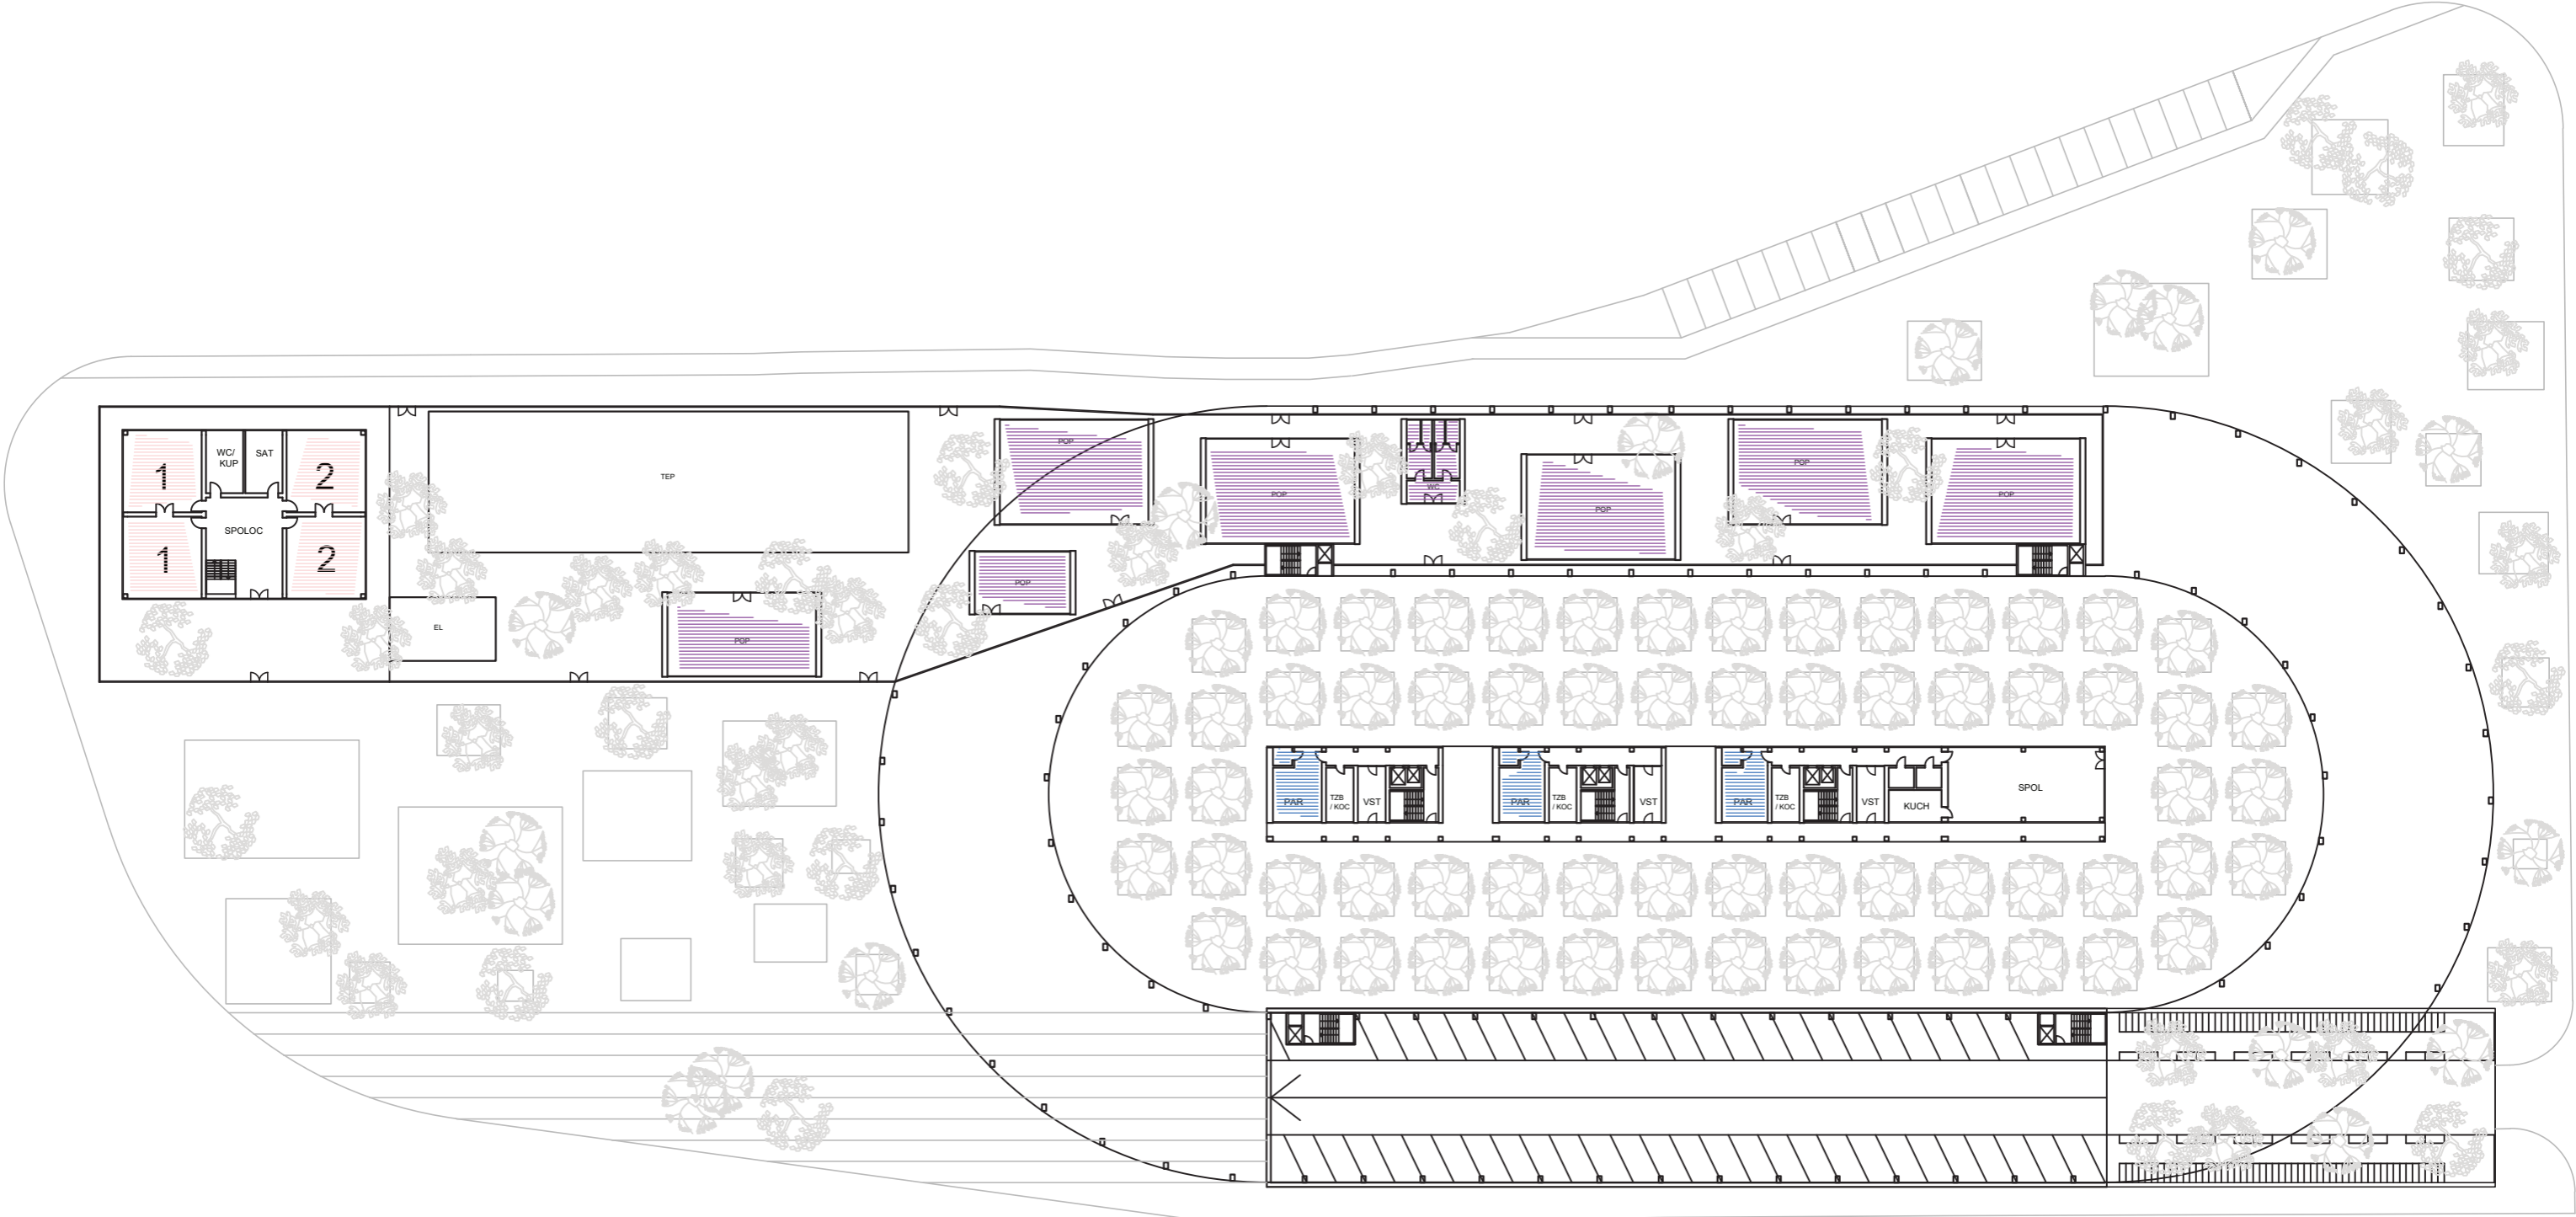 1
WC/
KUP
SAT
2
SPOLOC
1
2
TEP
EL
POP
POP
POP
POP
WC
POP
POP
POP
PAR
TZB
/ KOC
VST
PAR
TZB
/ KOC
VST
PAR
TZB
/ KOC
VST
KUCH
SPOL